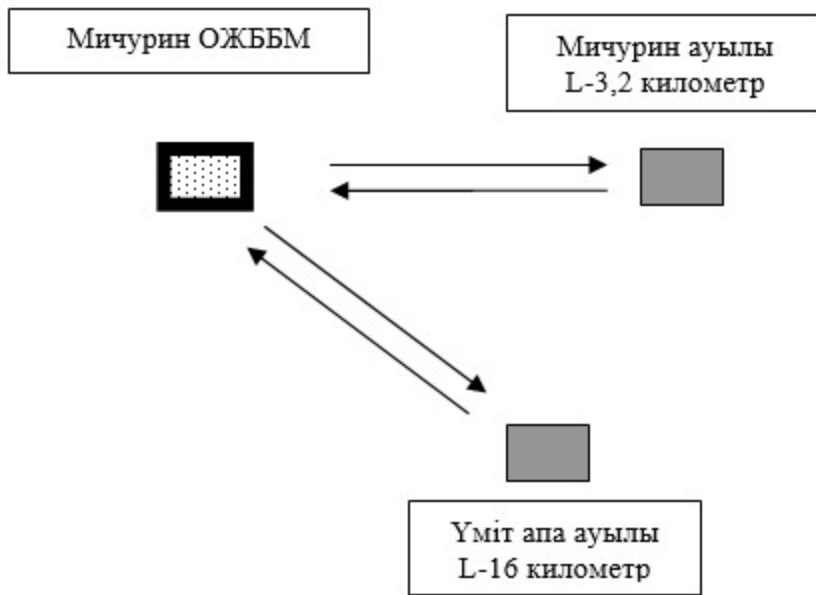 Мичурин ОЖББМ
Мичурин ауылы
L-3,2 километр
Үміт апа ауылы
L-16 километр